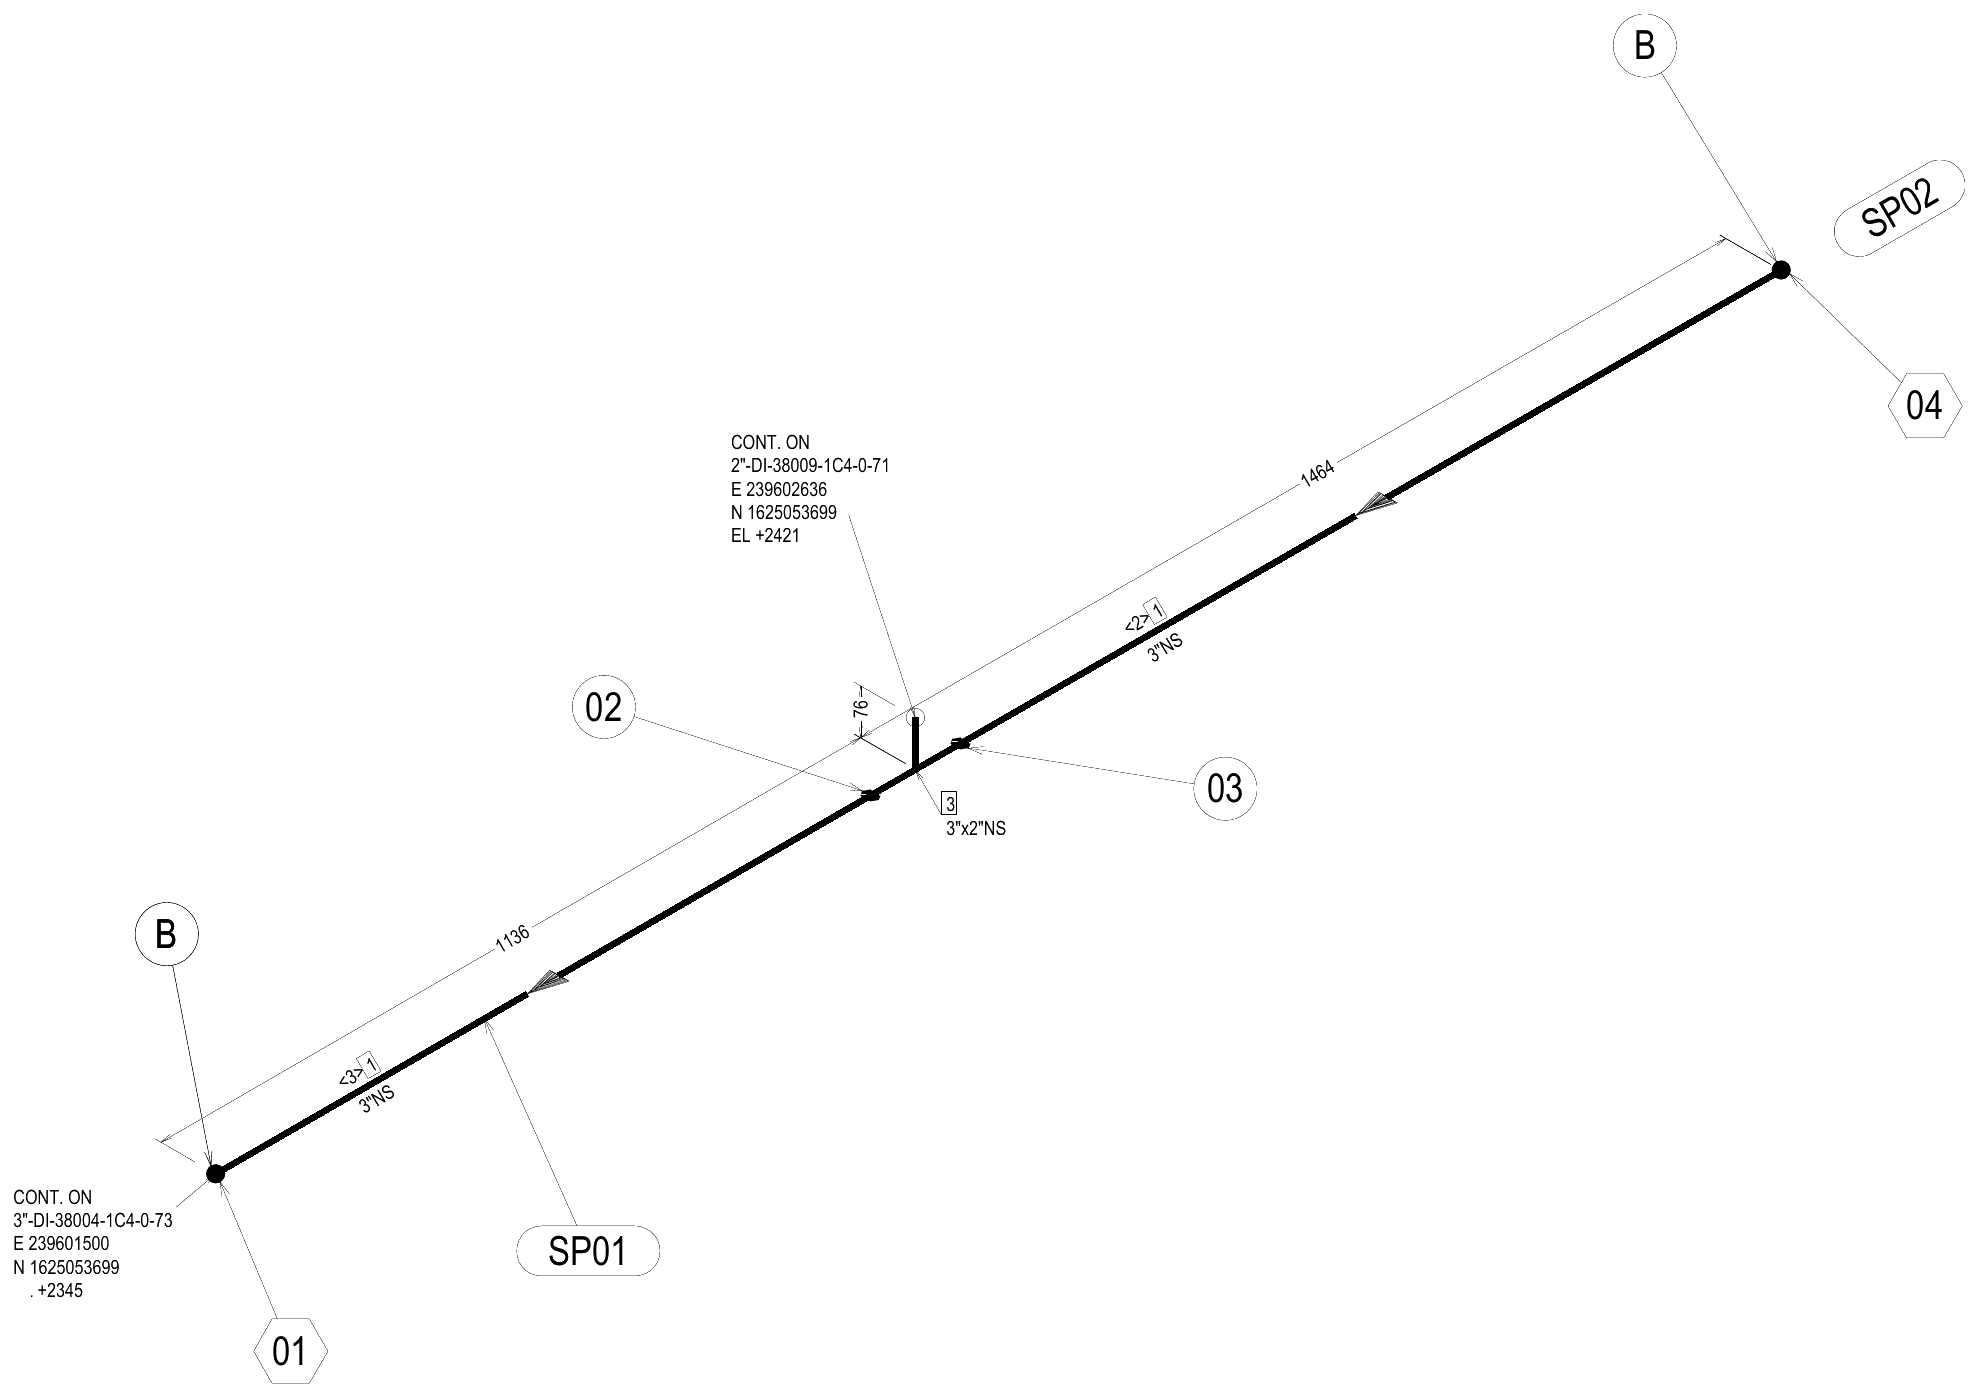 B
SP02
04
1464
CONT. ON
2"-DI-38009-1C4-0-71
E 239602636
N 1625053699
EL +2421
<2> 1
3"NS
02
76
03
3
3"x2"NS
B
1136
<3> 1
3"NS
CONT. ON
3"-DI-38004-1C4-0-73
E 239601500
N 1625053699
. +2345
SP01
01